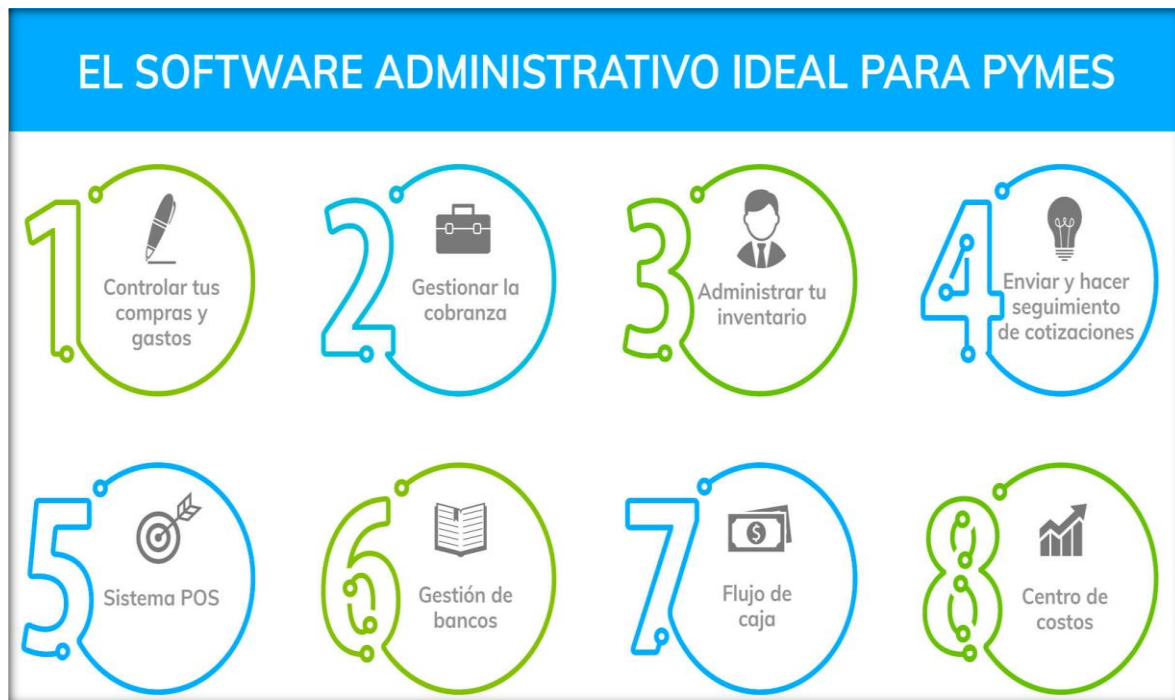 EL SOFTWARE ADMINISTRATIVO IDEAL PARA PYMES
1
Controlar tus
compras y
gastos
2
Gestionar la
cobranza
3
Administrar tu
inventario
4
Enviar y hacer
seguimiento
de cotizaciones
5
Sistema POS
6
Gestión de
bancos
7
$
Flujo de
caja
8
Centro de
costos